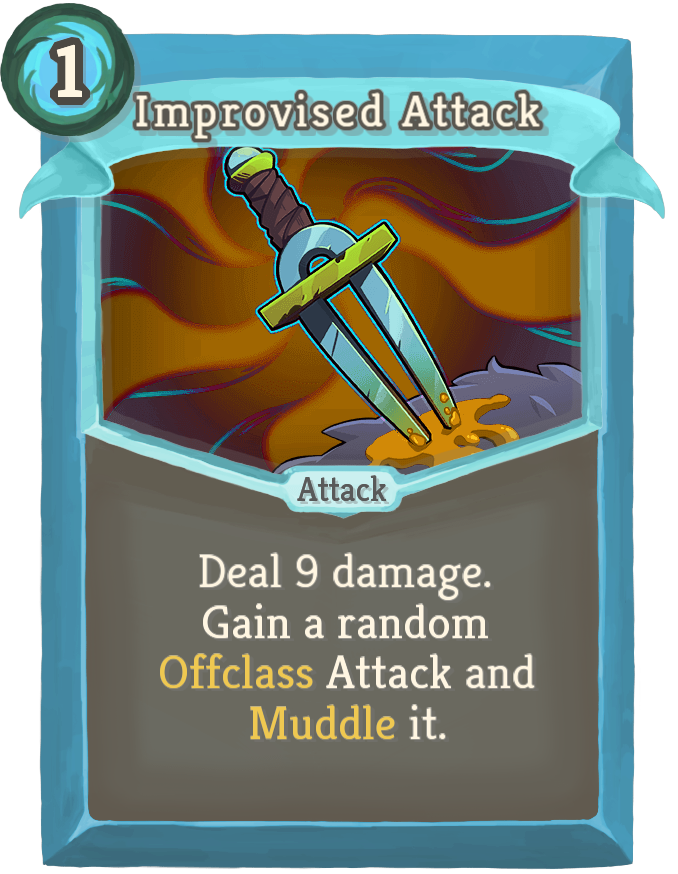 1
Improvised Attack
Attack
Deal 9 damage.
Gain a random
Offclass Attack and
Muddle it.